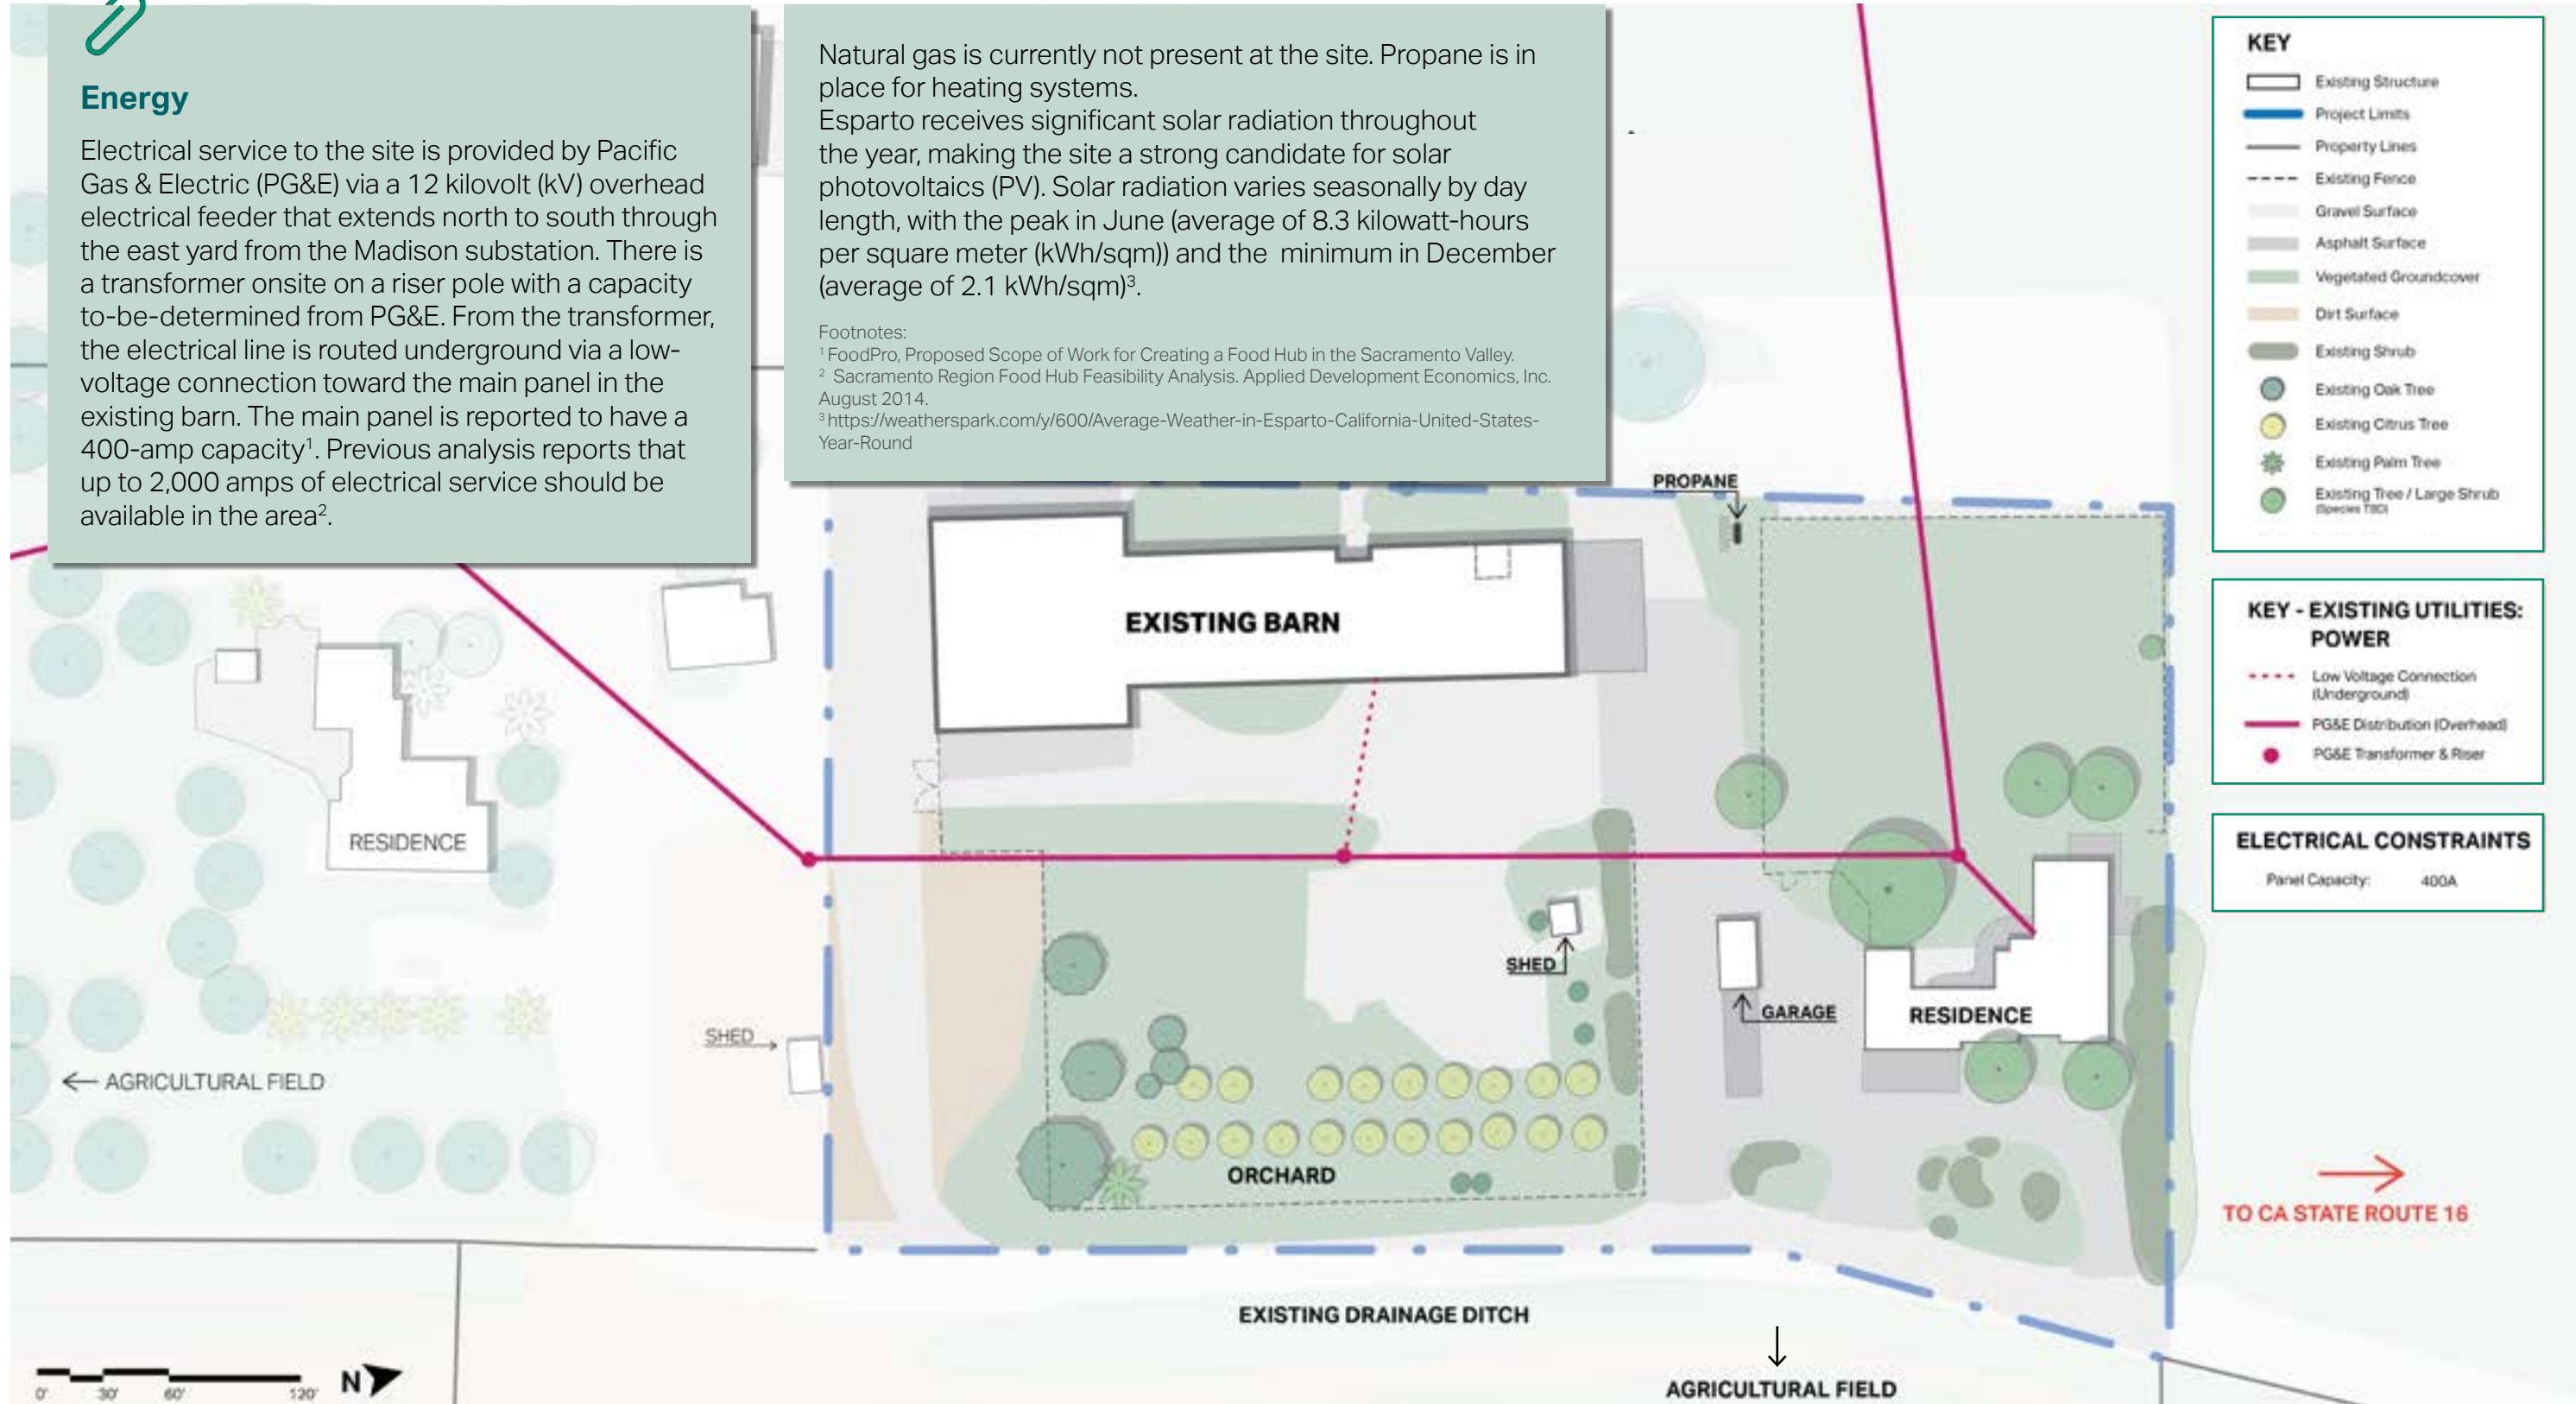 Energy
Electrical service to the site is provided by Pacific
Gas & Electric (PG&E) via a 12 kilovolt (kV) overhead
electrical feeder that extends north to south through
the east yard from the Madison substation. There is
a transformer onsite on a riser pole with a capacity
to-be-determined from PG&E. From the transformer,
the electrical line is routed underground via a low-
voltage connection toward the main panel in the
existing barn. The main panel is reported to have a
400-amp capacity¹. Previous analysis reports that
up to 2,000 amps of electrical service should be
available in the area².
Natural gas is currently not present at the site. Propane is in
place for heating systems.
Esparto receives significant solar radiation throughout
the year, making the site a strong candidate for solar
photovoltaics (PV). Solar radiation varies seasonally by day
length, with the peak in June (average of 8.3 kilowatt-hours
per square meter (kWh/sqm)) and the minimum in December
(average of 2.1 kWh/sqm)³.
Footnotes:
¹ FoodPro, Proposed Scope of Work for Creating a Food Hub in the Sacramento Valley.
² Sacramento Region Food Hub Feasibility Analysis. Applied Development Economics, Inc.
August 2014.
³ https://weatherspark.com/y/600/Average-Weather-in-Esparto-California-United-States-
Year-Round
KEY
Existing Structure
Project Limits
Property Lines
Existing Fence
Gravel Surface
Asphalt Surface
Vegetated Groundcover
Dirt Surface
Existing Shrub
Existing Oak Tree
Existing Citrus Tree
Existing Palm Tree
Existing Tree / Large Shrub
(Species TBD)
KEY - EXISTING UTILITIES:
POWER
Low Voltage Connection
(Underground)
PG&E Distribution (Overhead)
PG&E Transformer & Riser
ELECTRICAL CONSTRAINTS
Panel Capacity: 400A
PROPANE
EXISTING BARN
RESIDENCE
SHED
GARAGE
RESIDENCE
SHED
AGRICULTURAL FIELD
ORCHARD
TO CA STATE ROUTE 16
EXISTING DRAINAGE DITCH
AGRICULTURAL FIELD
0' 30' 60' 120'
N